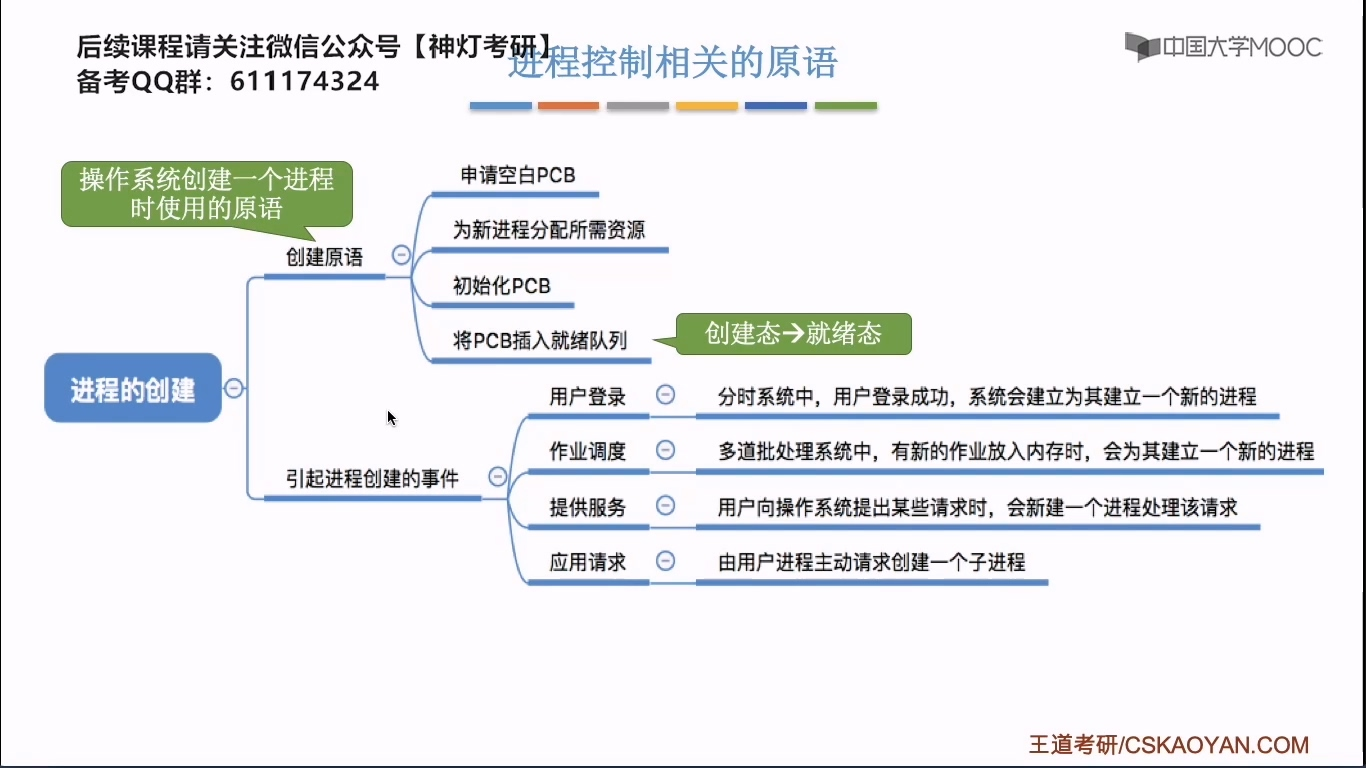 后续课程请关注微信公众号【神灯考研】
备考QQ群：611174324
进程控制相关的原语
中国大学MOOC
操作系统创建一个进程
时使用的原语
创建原语
申请空白PCB
为新进程分配所需资源
初始化PCB
将PCB插入就绪队列
创建态→就绪态
进程的创建
引起进程创建的事件
用户登录
分时系统中，用户登录成功，系统会建立为其建立一个新的进程
作业调度
多道批处理系统中，有新的作业放入内存时，会为其建立一个新的进程
提供服务
用户向操作系统提出某些请求时，会新建一个进程处理该请求
应用请求
由用户进程主动请求创建一个子进程
王道考研/CSKAOYAN.COM